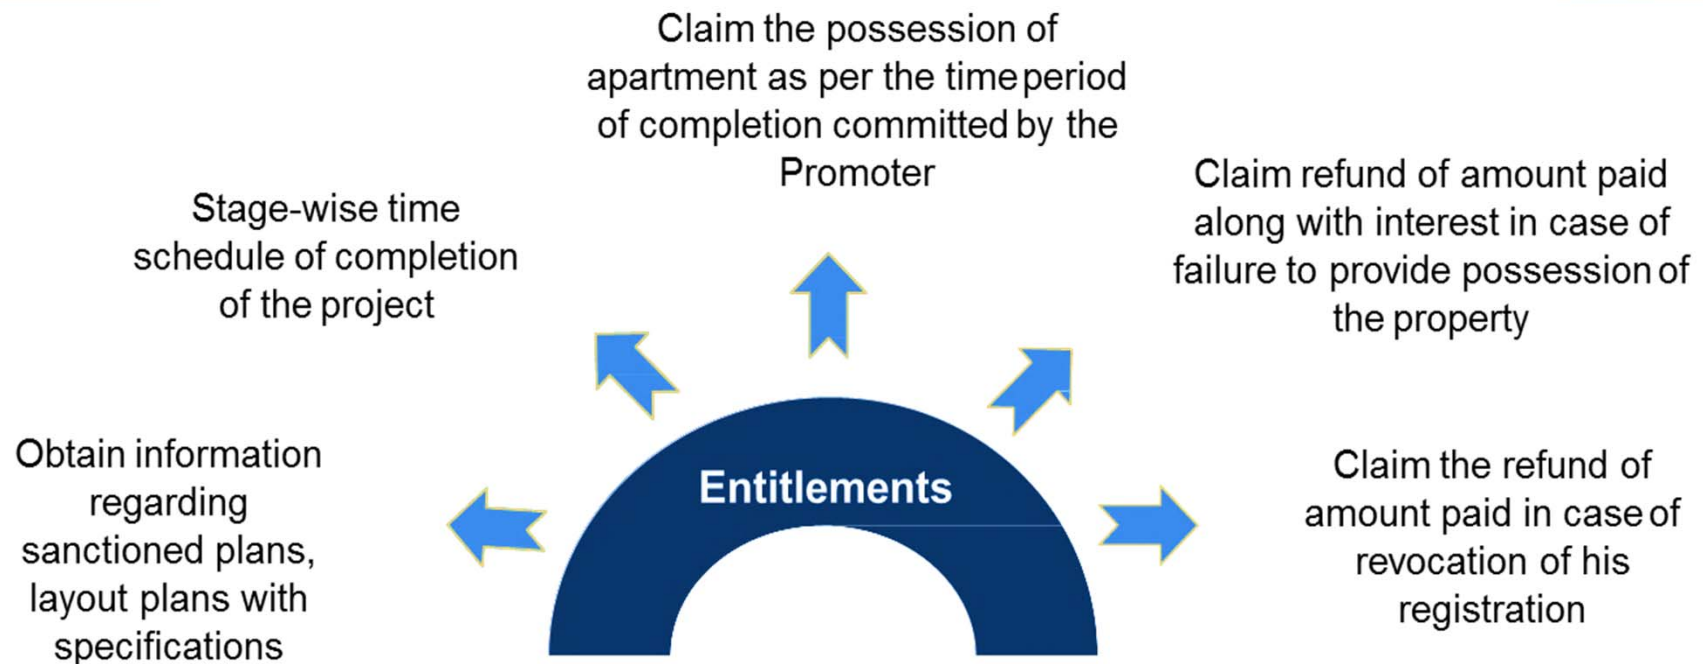 Claim the possession of
apartment as per the time period
of completion committed by the
Promoter
Stage-wise time
schedule of completion
of the project
Claim refund of amount paid
along with interest in case of
failure to provide possession of
the property
Obtain information
regarding
sanctioned plans,
layout plans with
specifications
Entitlements
Claim the refund of
amount paid in case of
revocation of his
registration